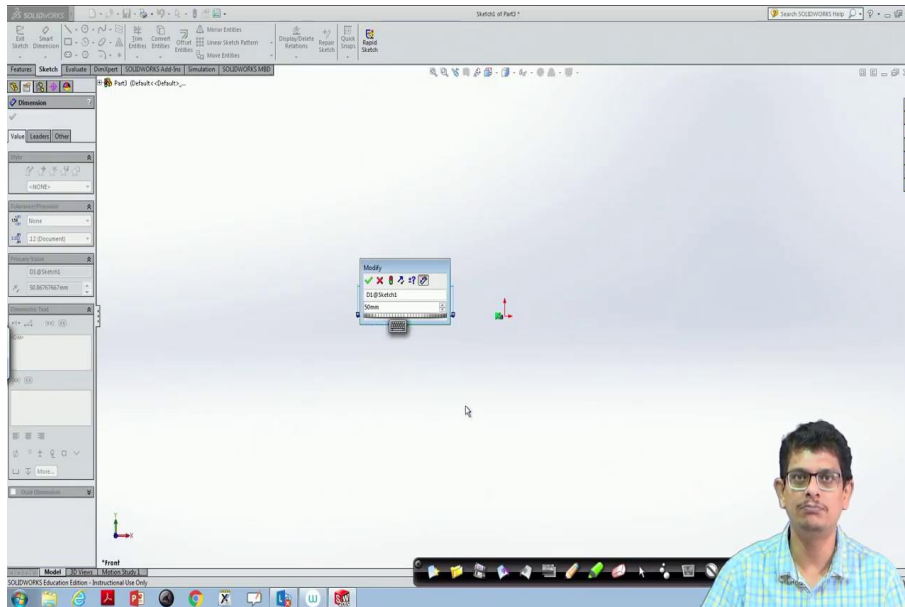 SOLIDWORKS
Sketch1 of Part3 *
Search SOLIDWORKS Help
Exit Sketch
Smart Dimension
Trim Entities
Convert Entities
Offset Entities
Mirror Entities
Linear Sketch Pattern
Move Entities
Display/Delete Relations
Repair Sketch
Quick Snaps
Rapid Sketch
Features Sketch Evaluate DimXpert SOLIDWORKS Add-Ins Simulation SOLIDWORKS MBD
Part3 (Default<<Default>_...
Dimension
Value Leaders Other
Style
<NONE>
Tolerance/Precision
None
.12 (Document)
Primary Value
D1@Sketch1
50.86767667mm
Dimension Text
More...
Dual Dimension
Modify
D1@Sketch1
50mm
Y
X
*Front
Model 3D Views Motion Study 1
SOLIDWORKS Education Edition - Instructional Use Only